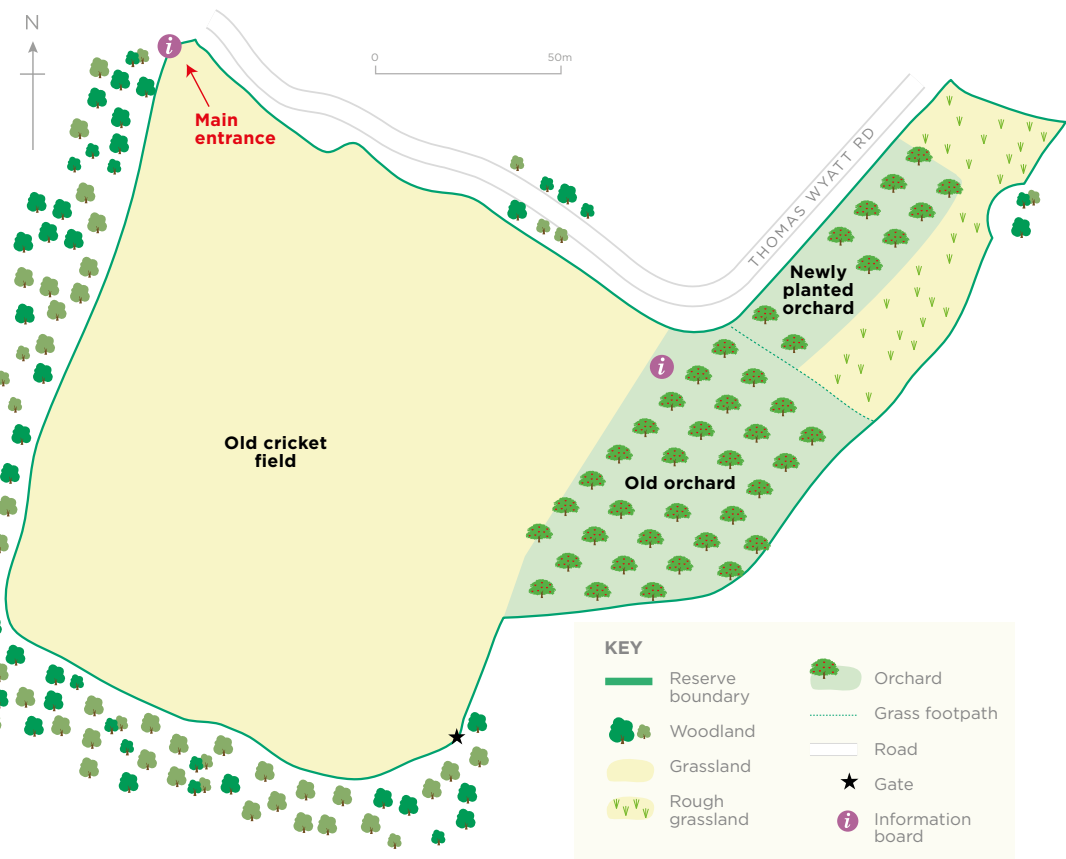 N
0 50m
i
Main
entrance
THOMAS WYATT RD
Newly
planted
orchard
i
Old cricket
field
Old orchard
KEY
Reserve
boundary
Woodland
Grassland
Rough
grassland
Orchard
Grass footpath
Road
Gate
i
Information
board